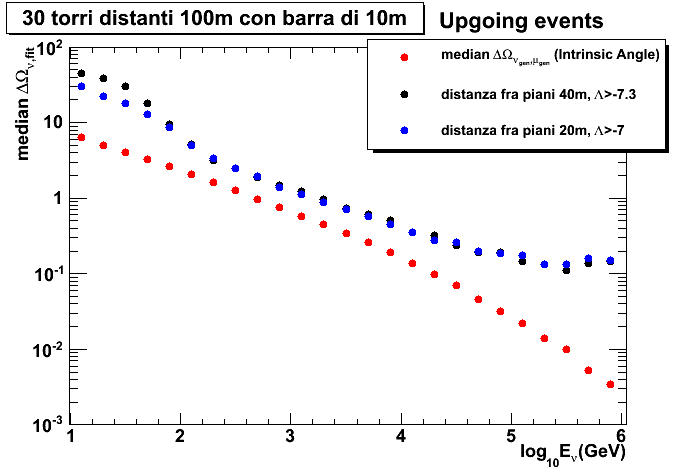 30 torri distanti 100m con barra di 10m
Upgoing events
median ΔΩν,fit
10²
10
1
10⁻¹
10⁻²
10⁻³
median ΔΩνgen,μgen (Intrinsic Angle)
distanza fra piani 40m, Λ>-7.3
distanza fra piani 20m, Λ>-7
1 2 3 4 5 6
log₁₀Eν(GeV)